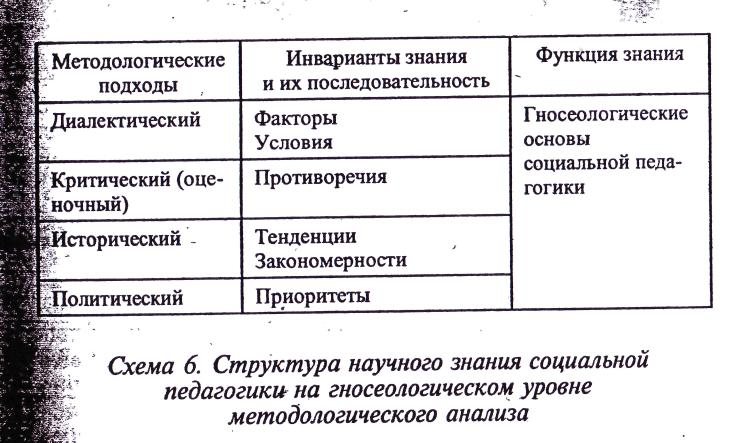 Методологические подходы | Инварианты знания и их последовательность | Функция знания
Диалектический | Факторы
Условия | Гносеологические
основы
социальной педа-
гогики
Критический (оце-
ночный) | Противоречия
Исторический | Тенденции
Закономерности
Политический | Приоритеты
Схема 6. Структура научного знания социальной
педагогики на гносеологическом уровне
методологического анализа